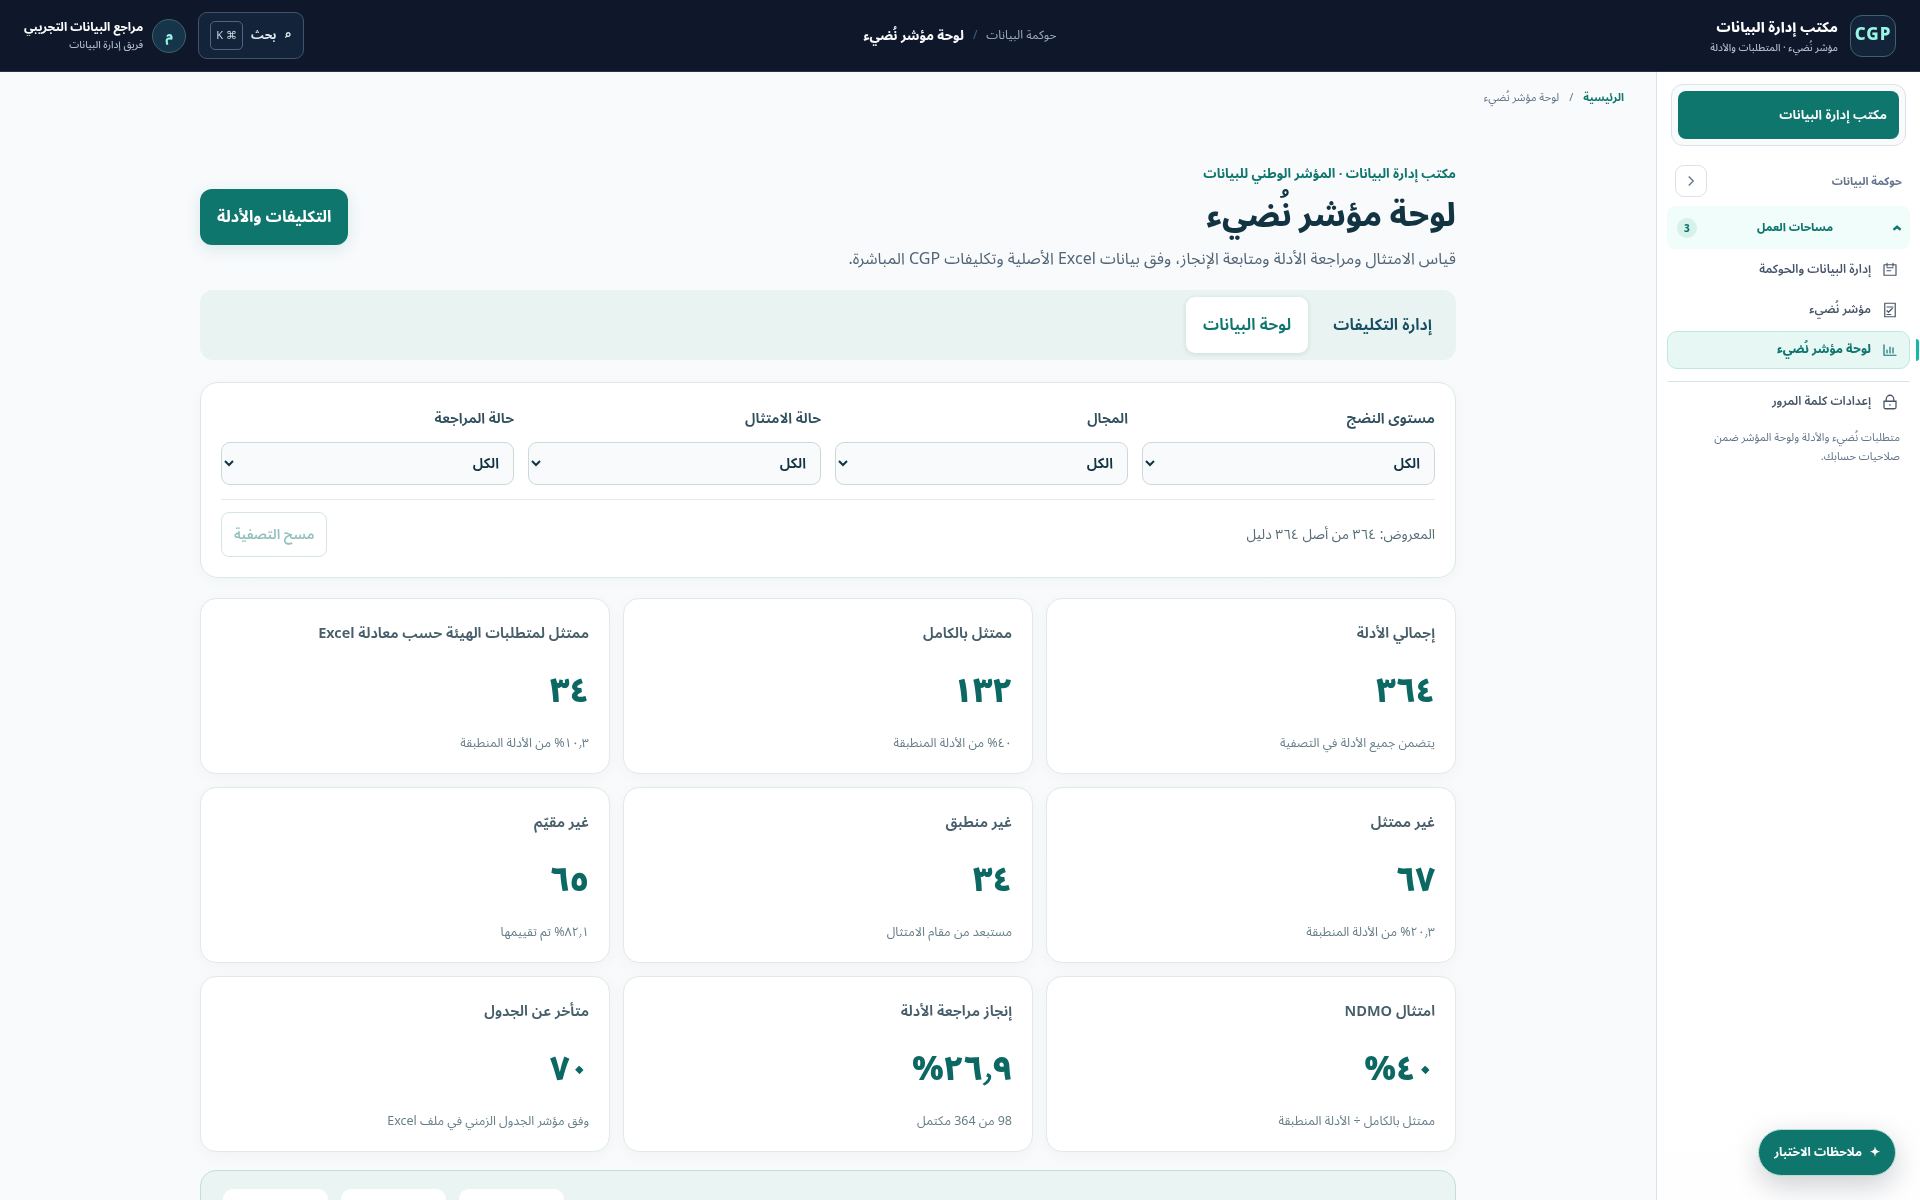 CGP
مكتب إدارة البيانات
مؤشر نُضيء · المتطلبات والأدلة
حوكمة البيانات / لوحة مؤشر نُضيء
بحث
⌘ K
م
مراجع البيانات التجريبي
فريق إدارة البيانات
مكتب إدارة البيانات
حوكمة البيانات
مساحات العمل
3
إدارة البيانات والحوكمة
مؤشر نُضيء
لوحة مؤشر نُضيء
إعدادات كلمة المرور
متطلبات نُضيء والأدلة ولوحة المؤشر ضمن
صلاحيات حسابك.
الرئيسية / لوحة مؤشر نُضيء
مكتب إدارة البيانات · المؤشر الوطني للبيانات
لوحة مؤشر نُضيء
قياس الامتثال ومراجعة الأدلة ومتابعة الإنجاز، وفق بيانات Excel الأصلية وتكليفات CGP المباشرة.
التكليفات والأدلة
إدارة التكليفات
لوحة البيانات
مستوى النضج
الكل
المجال
الكل
حالة الامتثال
الكل
حالة المراجعة
الكل
المعروض: ٣٦٤ من أصل ٣٦٤ دليل
مسح التصفية
إجمالي الأدلة
٣٦٤
يتضمن جميع الأدلة في التصفية
ممتثل بالكامل
١٣٢
٤٠% من الأدلة المنطبقة
ممتثل لمتطلبات الهيئة حسب معادلة Excel
٣٤
١٠٫٣% من الأدلة المنطبقة
غير ممتثل
٦٧
٢٠٫٣% من الأدلة المنطبقة
غير منطبق
٣٤
مستبعد من مقام الامتثال
غير مقيّم
٦٥
٨٢٫١% تم تقييمها
امتثال NDMO
٤٠%
ممتثل بالكامل ÷ الأدلة المنطبقة
إنجاز مراجعة الأدلة
٢٦٫٩%
98 من 364 مكتمل
متأخر عن الجدول
٧٠
وفق مؤشر الجدول الزمني في ملف Excel
ملاحظات الاختبار